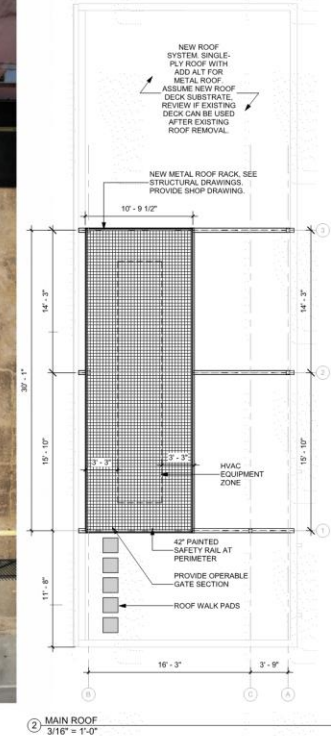 NEW ROOF
SYSTEM. SINGLE-
PLY ROOF WITH
ADD ALT FOR
METAL ROOF.
ASSUME NEW ROOF
DECK SUBSTRATE,
REVIEW IF EXISTING
DECK CAN BE USED
AFTER EXISTING
ROOF REMOVAL.
NEW METAL ROOF RACK, SEE
STRUCTURAL DRAWINGS.
PROVIDE SHOP DRAWING.
10' - 9 1/2"
3
14' - 3"
14' - 3"
30' - 1"
2
15' - 10"
15' - 10"
3' - 3"
3' - 3"
HVAC
EQUIPMENT
ZONE
1
42" PAINTED
SAFETY RAIL AT
PERIMETER
PROVIDE OPERABLE
GATE SECTION
ROOF WALK PADS
11' - 8"
16' - 3"
3' - 9"
B
C
A
2 MAIN ROOF
3/16" = 1'-0"